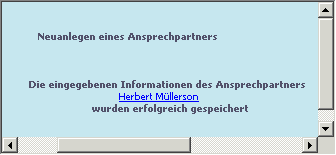 Neuanlegen eines Ansprechpartners
Die eingegebenen Informationen des Ansprechpartners
Herbert Müllerson
wurden erfolgreich gespeichert